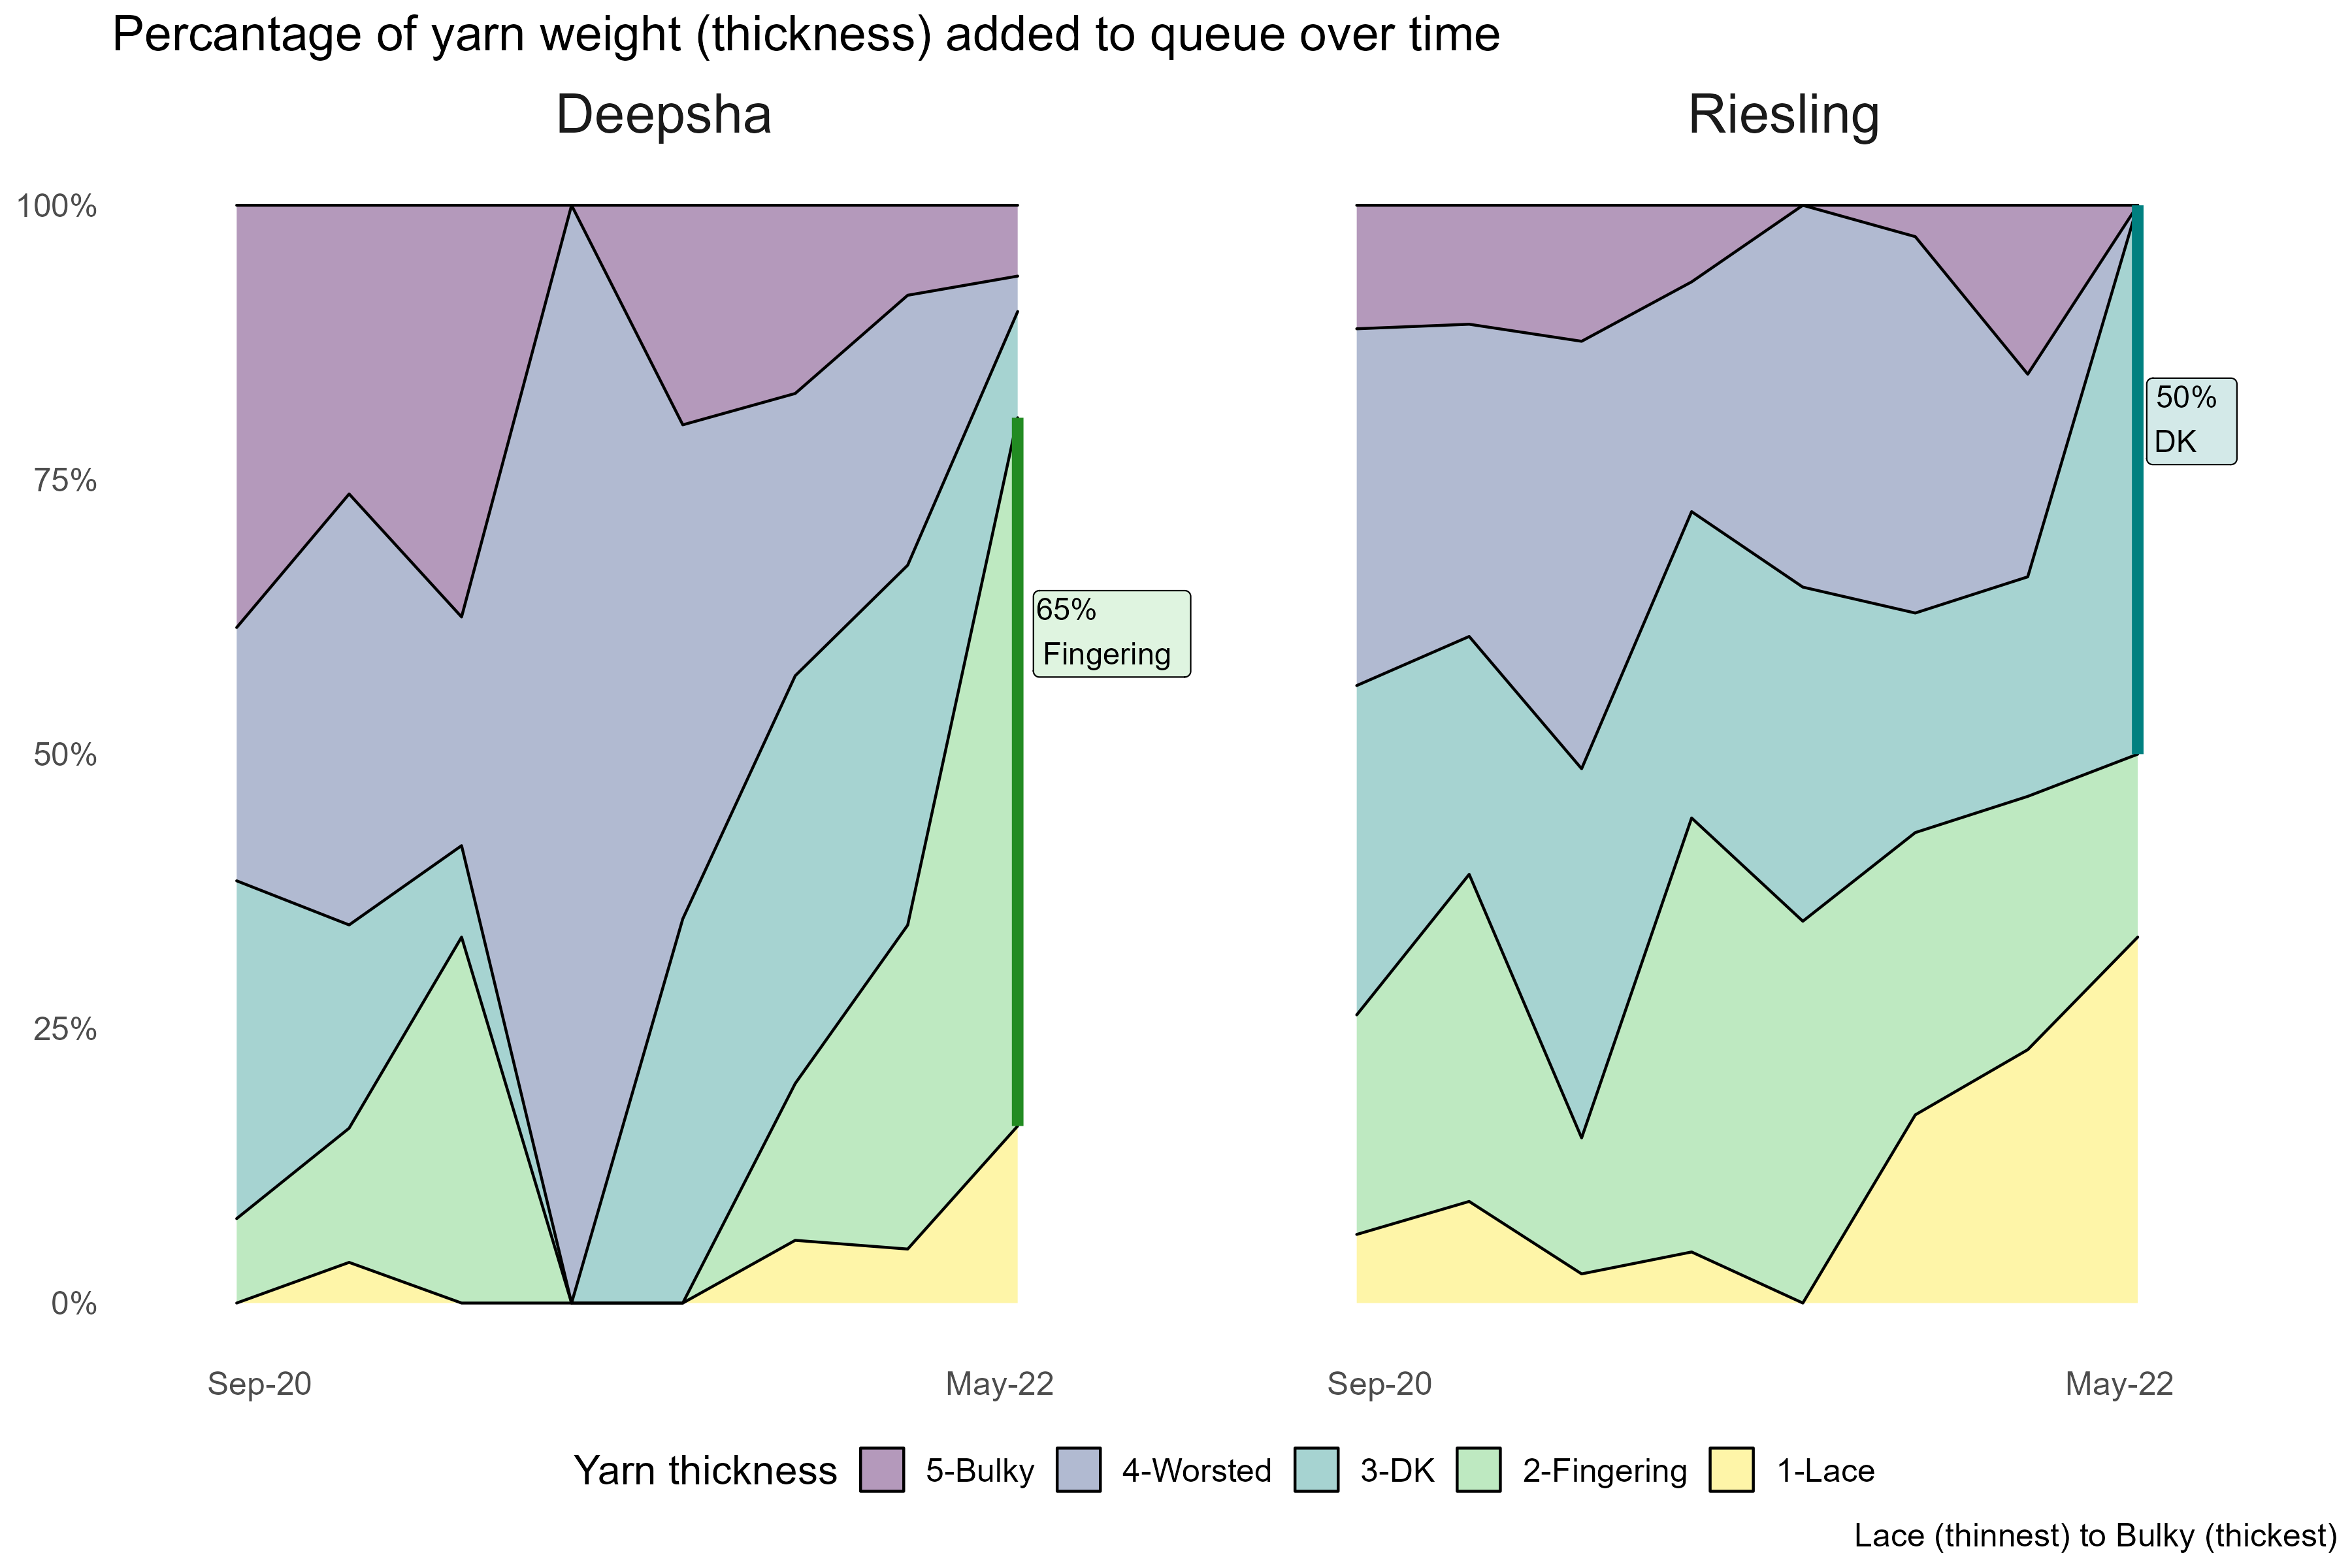 Percantage of yarn weight (thickness) added to queue over time
Deepsha
Riesling
100%
75%
50%
25%
0%
65%
Fingering
50%
DK
Sep-20
May-22
Sep-20
May-22
Yarn thickness
5-Bulky
4-Worsted
3-DK
2-Fingering
1-Lace
Lace (thinnest) to Bulky (thickest)